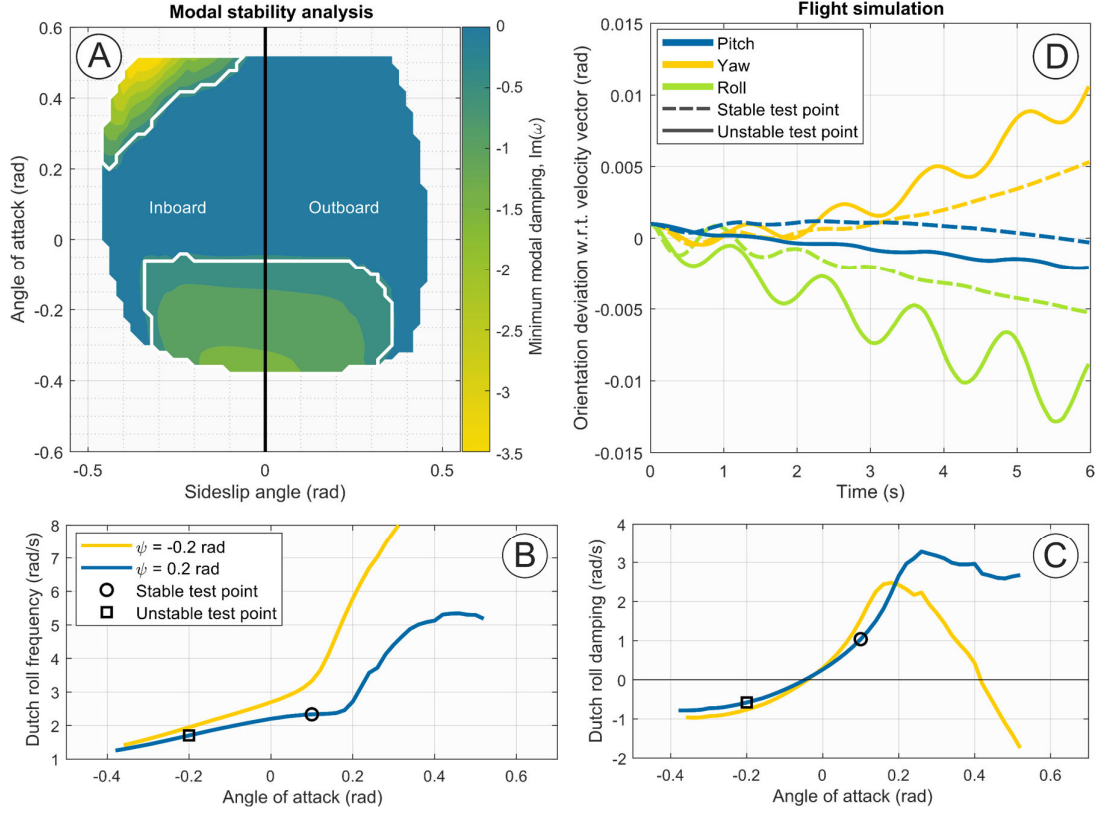 Modal stability analysis
A
Inboard
Outboard
0.6
0.4
0.2
0
-0.2
-0.4
-0.6
Angle of attack (rad)
-0.5
0
0.5
Sideslip angle (rad)
0
-0.5
-1
-1.5
-2
-2.5
-3
-3.5
Minimum modal damping, Im(ω)
Flight simulation
D
Pitch
Yaw
Roll
Stable test point
Unstable test point
0.015
0.01
0.005
0
-0.005
-0.01
-0.015
Orientation deviation w.r.t. velocity vector (rad)
0
1
2
3
4
5
6
Time (s)
B
ψ = -0.2 rad
ψ = 0.2 rad
Stable test point
Unstable test point
8
7
6
5
4
3
2
1
Dutch roll frequency (rad/s)
-0.4
-0.2
0
0.2
0.4
0.6
Angle of attack (rad)
C
4
3
2
1
0
-1
-2
Dutch roll damping (rad/s)
-0.4
-0.2
0
0.2
0.4
0.6
Angle of attack (rad)